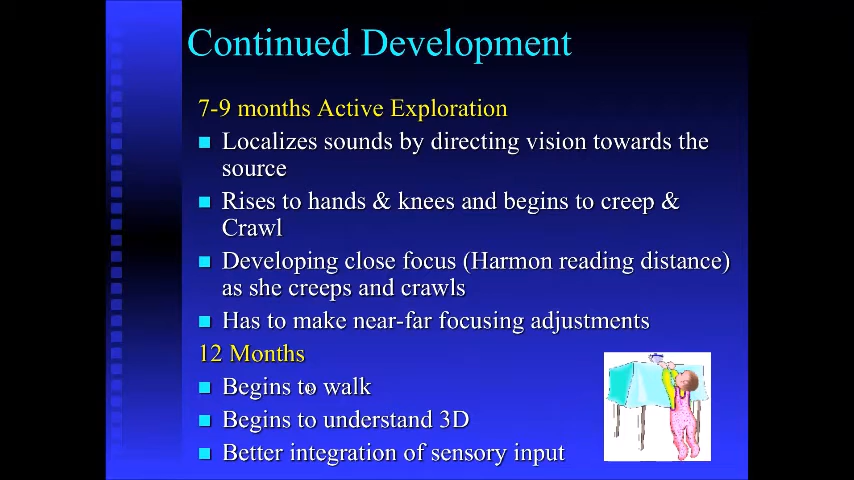 Continued Development
7-9 months Active Exploration
Localizes sounds by directing vision towards the
source
Rises to hands & knees and begins to creep &
Crawl
Developing close focus (Harmon reading distance)
as she creeps and crawls
Has to make near-far focusing adjustments
12 Months
Begins to walk
Begins to understand 3D
Better integration of sensory input